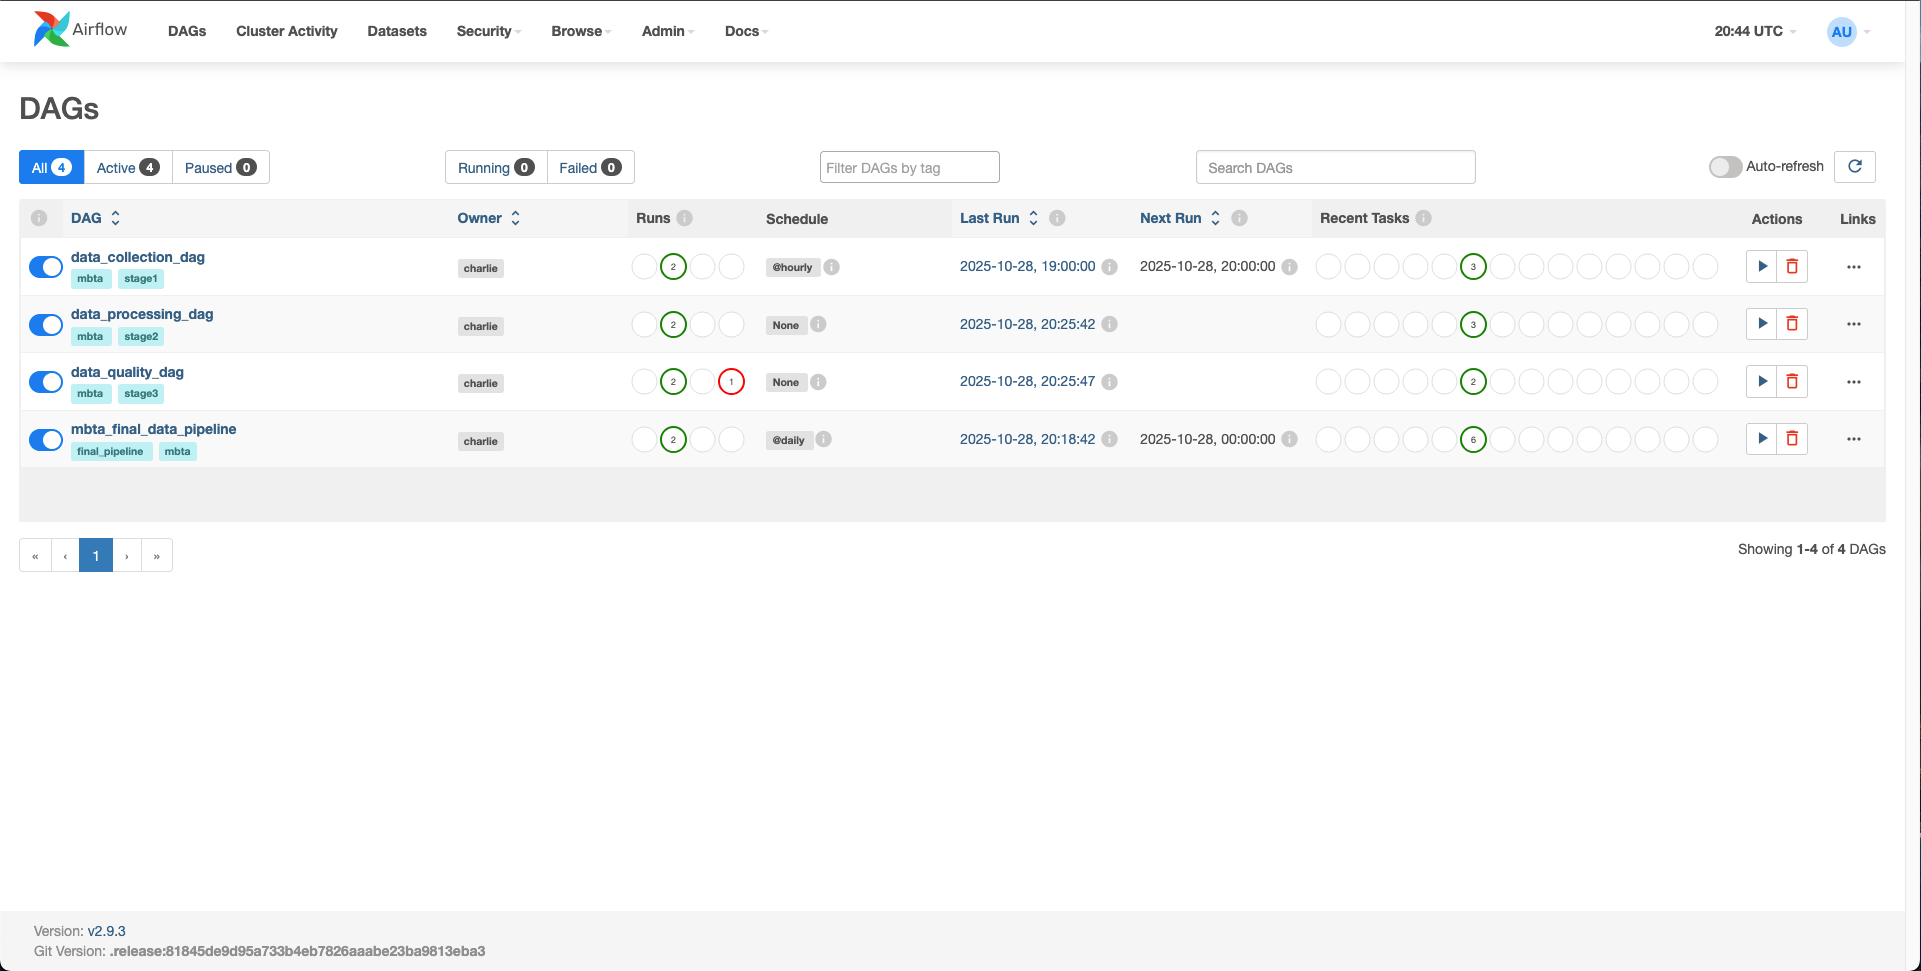 Airflow DAGs Cluster Activity Datasets Security Browse Admin Docs 20:44 UTC AU
DAGs
All 4 Active 4 Paused 0 Running 0 Failed 0 Filter DAGs by tag Search DAGs Auto-refresh
DAG Owner Runs Schedule Last Run Next Run Recent Tasks Actions Links
data_collection_dag
mbta stage1 charlie 2 @hourly 2025-10-28, 19:00:00 2025-10-28, 20:00:00 3
data_processing_dag
mbta stage2 charlie 2 None 2025-10-28, 20:25:42 3
data_quality_dag
mbta stage3 charlie 2 1 None 2025-10-28, 20:25:47 2
mbta_final_data_pipeline
final_pipeline mbta charlie 2 @daily 2025-10-28, 20:18:42 2025-10-28, 00:00:00 6
« ‹ 1 › » Showing 1-4 of 4 DAGs
Version: v2.9.3
Git Version: .release:81845de9d95a733b4eb7826aaabe23ba9813eba3